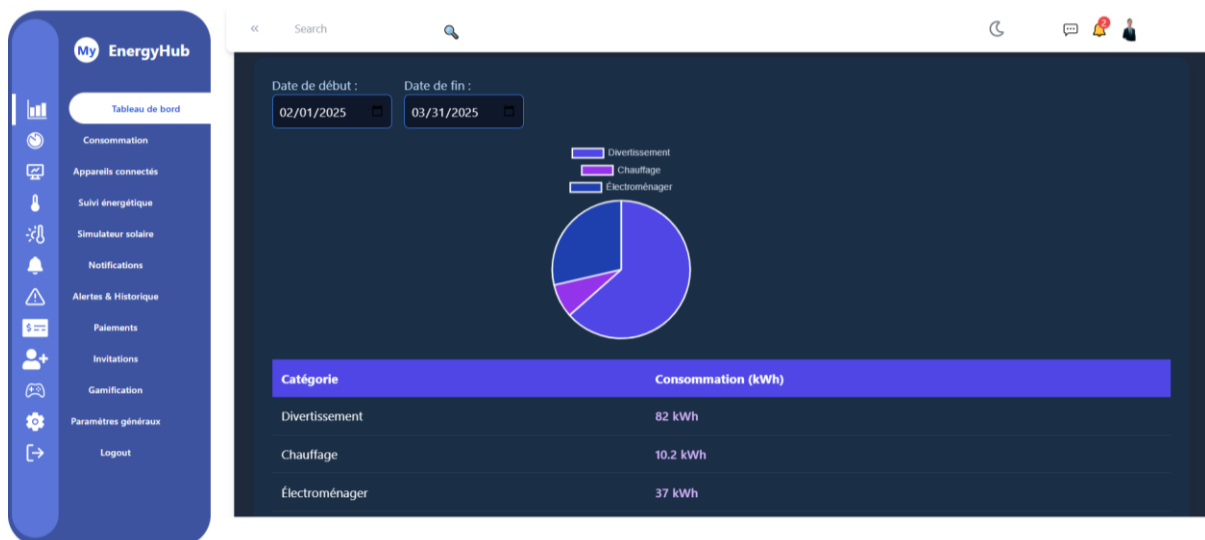 My EnergyHub
Tableau de bord
Consommation
Appareils connectés
Suivi énergétique
Simulateur solaire
Notifications
Alertes & Historique
Paiements
Invitations
Gamification
Paramètres généraux
Logout
« Search
2
Date de début : Date de fin :
02/01/2025 03/31/2025
Divertissement
Chauffage
Électroménager
Catégorie Consommation (kWh)
Divertissement 82 kWh
Chauffage 10.2 kWh
Électroménager 37 kWh